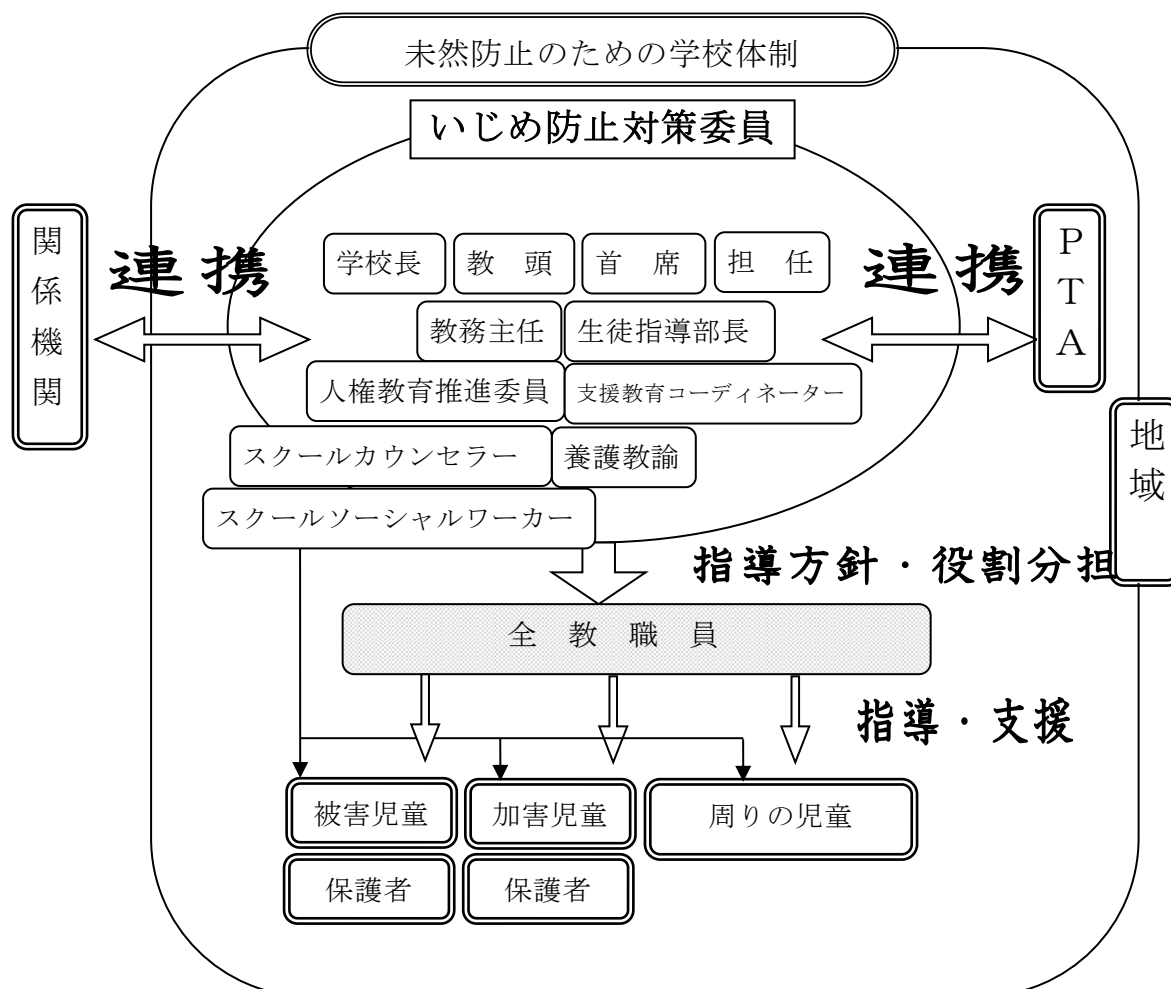 未然防止のための学校体制
いじめ防止対策委員
関係機関
連携
学校長
教 頭
首 席
担 任
連携
PTA
教務主任
生徒指導部長
人権教育推進委員
支援教育コーディネーター
スクールカウンセラー
養護教諭
地域
スクールソーシャルワーカー
指導方針・役割分担
全 教 職 員
指導・支援
被害児童
加害児童
周りの児童
保護者
保護者